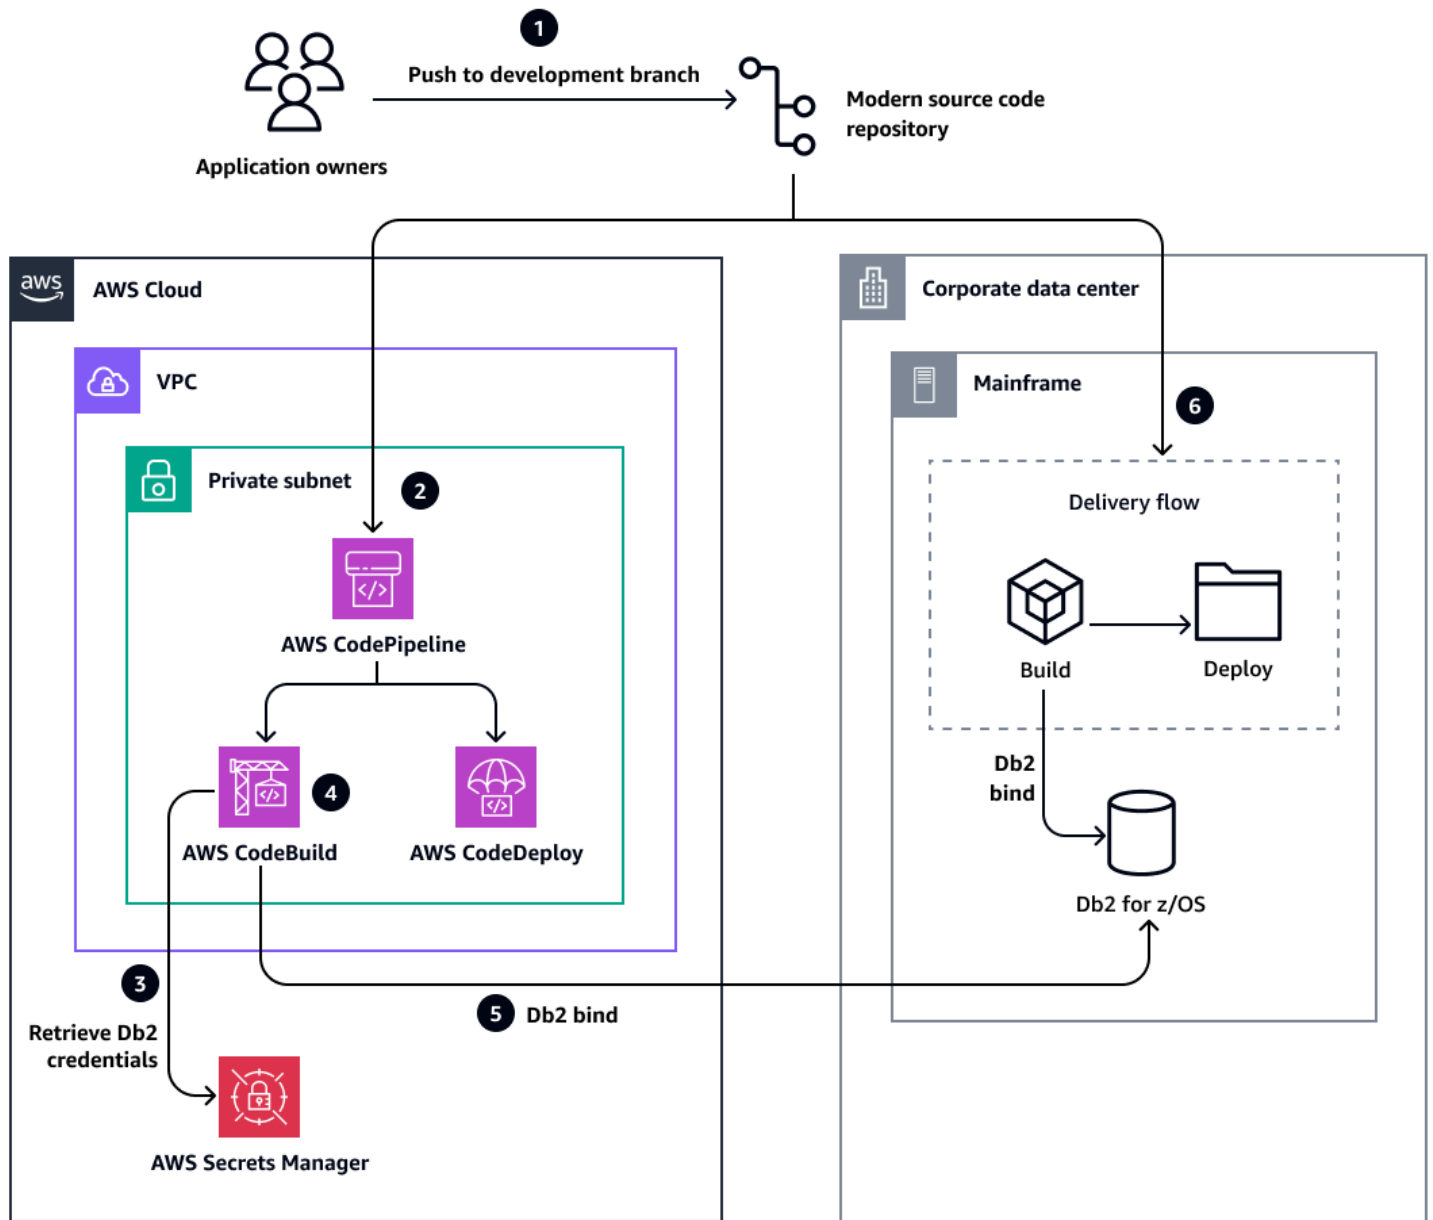 1
Push to development branch
Modern source code
repository
Application owners
aws
AWS Cloud
Corporate data center
VPC
Mainframe
6
Private subnet
2
Delivery flow
AWS CodePipeline
Build
Deploy
4
AWS CodeBuild
AWS CodeDeploy
Db2
bind
Db2 for z/OS
3
Retrieve Db2
credentials
5
Db2 bind
AWS Secrets Manager